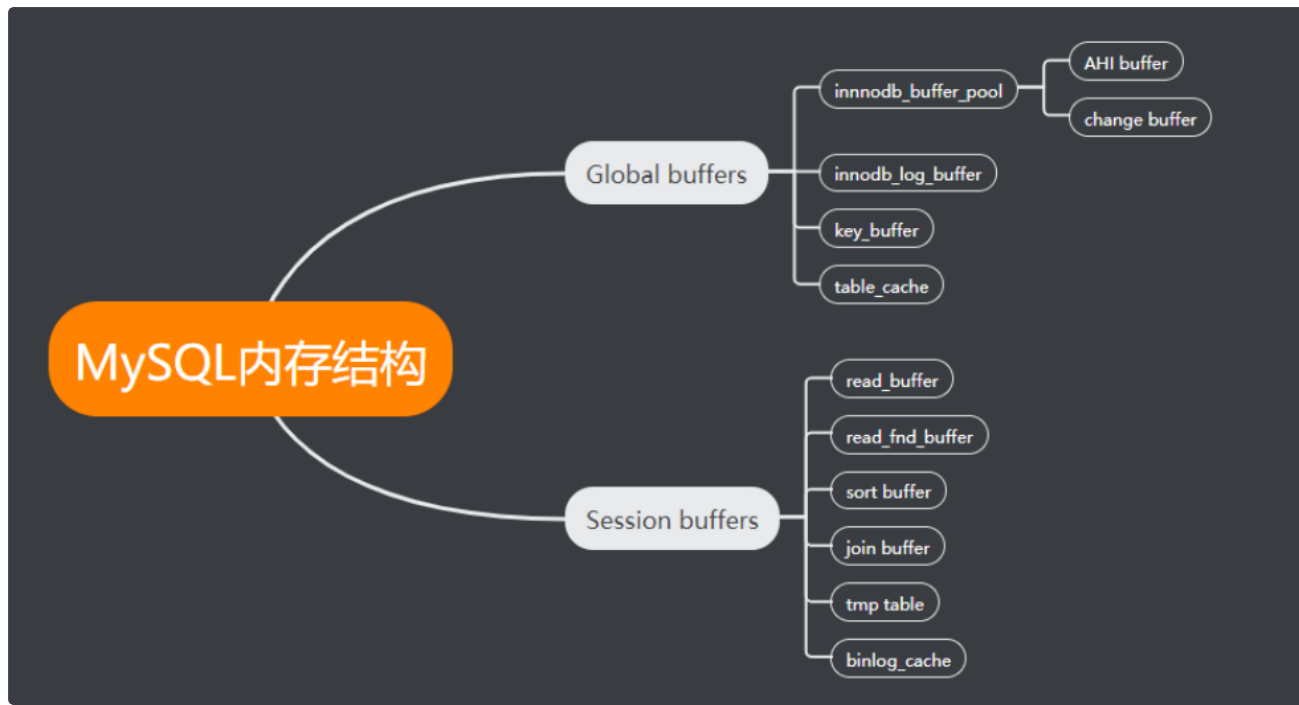 MySQL内存结构
Global buffers
innnodb_buffer_pool
AHI buffer
change buffer
innodb_log_buffer
key_buffer
table_cache
Session buffers
read_buffer
read_fnd_buffer
sort buffer
join buffer
tmp table
binlog_cache